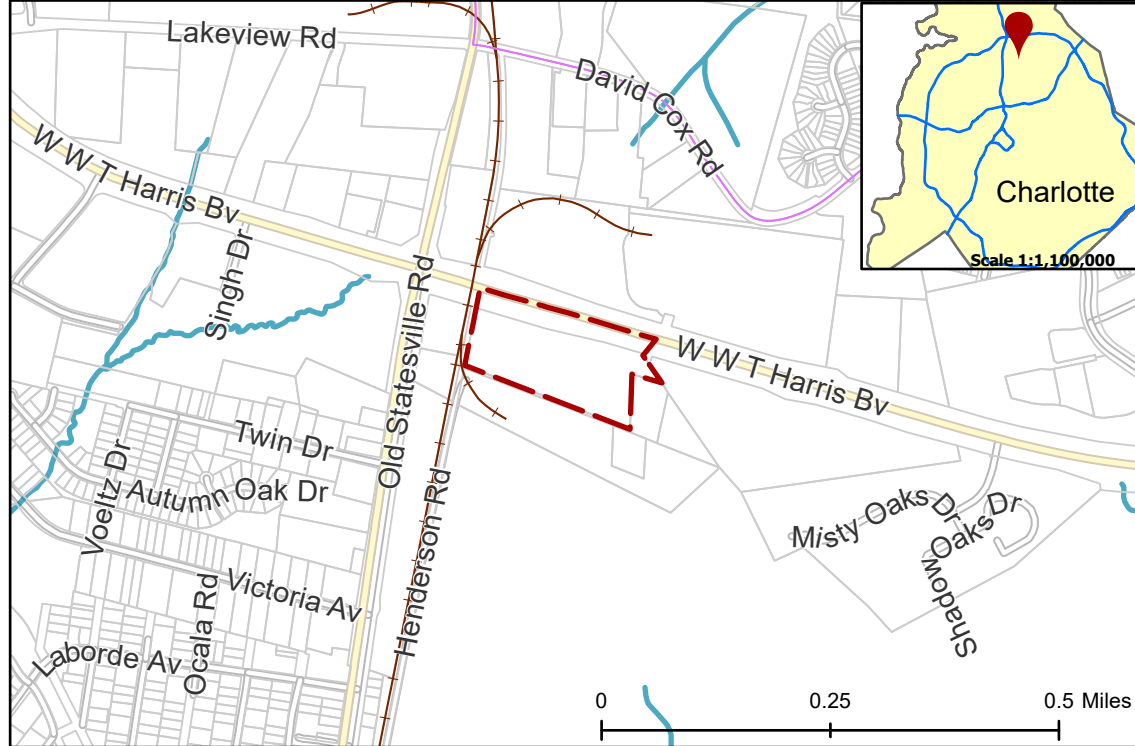 Lakeview Rd
David Cox Rd
W W T Harris Bv
Singh Dr
Old Statesville Rd
W W T Harris Bv
Twin Dr
Voeltz Dr
Autumn Oak Dr
Henderson Rd
Misty Oaks Dr
Shadow Oaks Dr
Victoria Av
Ocala Rd
Laborde Av
0 0.25 0.5 Miles
Charlotte
Scale 1:1,100,000